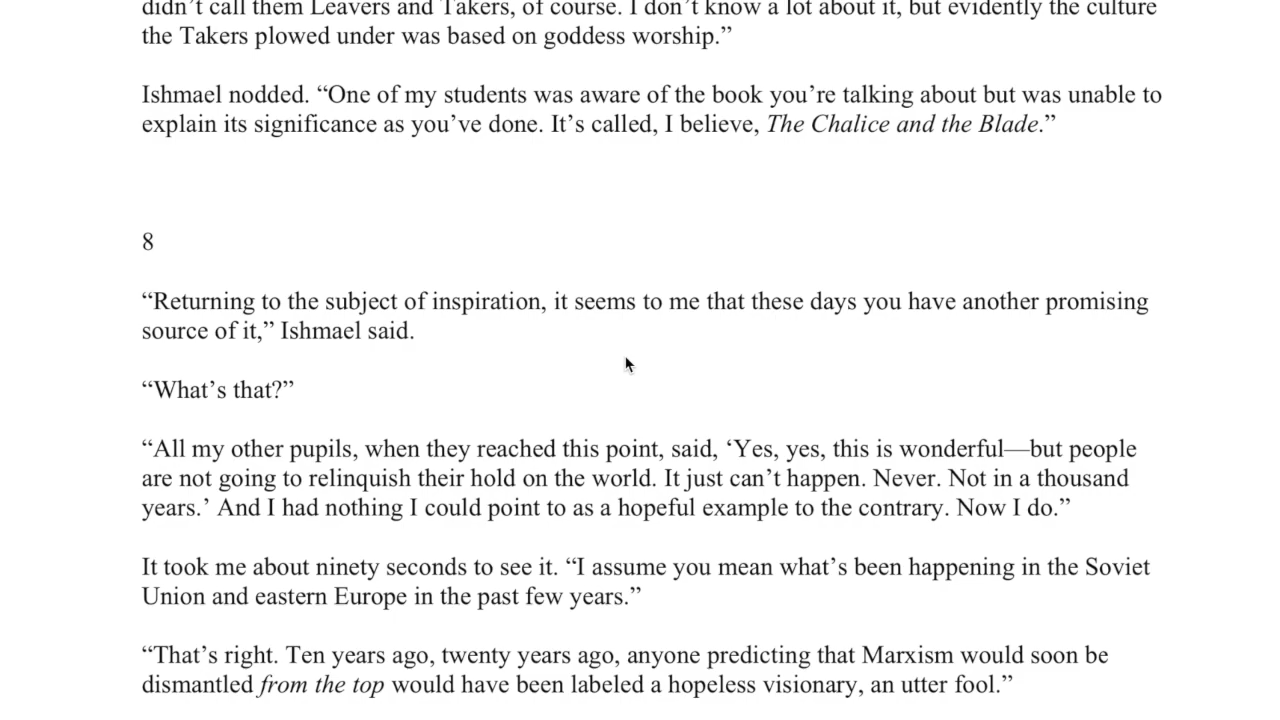 didn’t call them Leavers and Takers, of course. I don’t know a lot about it, but evidently the culture
the Takers plowed under was based on goddess worship.”
Ishmael nodded. “One of my students was aware of the book you’re talking about but was unable to
explain its significance as you’ve done. It’s called, I believe, The Chalice and the Blade.”
8
“Returning to the subject of inspiration, it seems to me that these days you have another promising
source of it,” Ishmael said.
“What’s that?”
“All my other pupils, when they reached this point, said, ‘Yes, yes, this is wonderful—but people
are not going to relinquish their hold on the world. It just can’t happen. Never. Not in a thousand
years.’ And I had nothing I could point to as a hopeful example to the contrary. Now I do.”
It took me about ninety seconds to see it. “I assume you mean what’s been happening in the Soviet
Union and eastern Europe in the past few years.”
“That’s right. Ten years ago, twenty years ago, anyone predicting that Marxism would soon be
dismantled from the top would have been labeled a hopeless visionary, an utter fool.”